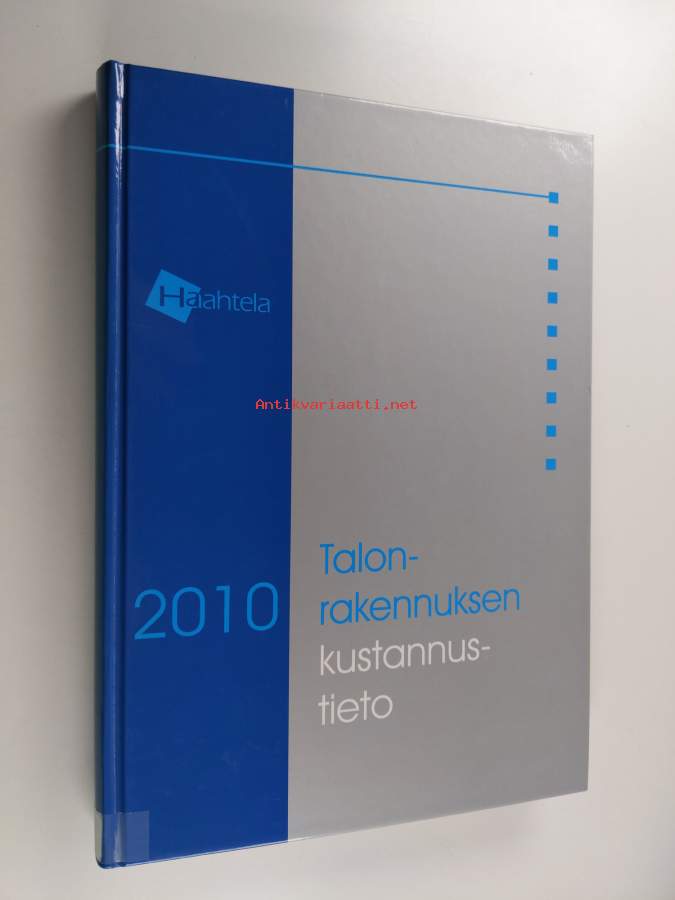 Haahtela
Antikvariaatti.net
2010
Talon-
rakennuksen
kustannus-
tieto